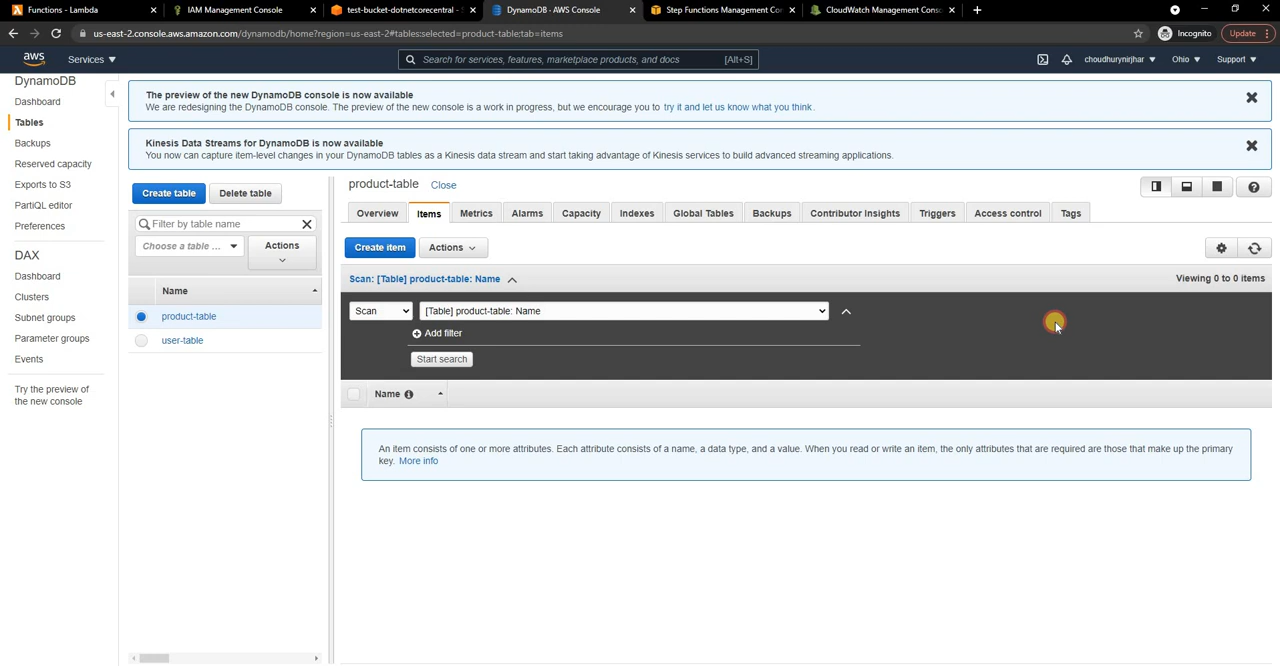 Functions - Lambda
IAM Management Console
test-bucket-dotnetcorecentral - S
DynamoDB - AWS Console
Step Functions Management Con
CloudWatch Management Conso
us-east-2.console.aws.amazon.com/dynamodb/home?region=us-east-2#tables:selected=product-table;tab=items
Incognito
Update
aws
Services
Search for services, features, marketplace products, and docs
[Alt+S]
choudhurynirjhar
Ohio
Support
DynamoDB
Dashboard
Tables
Backups
Reserved capacity
Exports to S3
PartiQL editor
Preferences
DAX
Dashboard
Clusters
Subnet groups
Parameter groups
Events
Try the preview of
the new console
The preview of the new DynamoDB console is now available
We are redesigning the DynamoDB console. The preview of the new console is a work in progress, but we encourage you to try it and let us know what you think.
Kinesis Data Streams for DynamoDB is now available
You now can capture item-level changes in your DynamoDB tables as a Kinesis data stream and start taking advantage of Kinesis services to build advanced streaming applications.
Create table
Delete table
Filter by table name
Choose a table ...
Actions
Name
product-table
user-table
product-table
Close
Overview
Items
Metrics
Alarms
Capacity
Indexes
Global Tables
Backups
Contributor Insights
Triggers
Access control
Tags
Create item
Actions
Scan: [Table] product-table: Name
Viewing 0 to 0 items
Scan
[Table] product-table: Name
Add filter
Start search
Name
An item consists of one or more attributes. Each attribute consists of a name, a data type, and a value. When you read or write an item, the only attributes that are required are those that make up the primary
key. More info